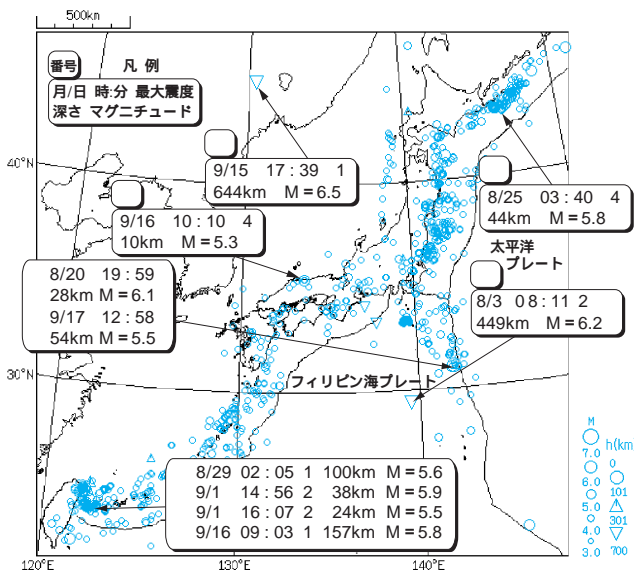 500km
番号 凡 例
月/日 時:分 最大震度
深さ マグニチュード
40°N
9/15 17:39 1
644km M=6.5
9/16 10:10 4
10km M=5.3
8/25 03:40 4
44km M=5.8
太平洋
プレート
8/20 19:59
28km M=6.1
9/17 12:58
54km M=5.5
8/3 08:11 2
449km M=6.2
30°N
フィリピン海プレート
8/29 02:05 1 100km M=5.6
9/1 14:56 2 38km M=5.9
9/1 16:07 2 24km M=5.5
9/16 09:03 1 157km M=5.8
M
7.0
6.0
5.0
4.0
3.0
h(km
0
101
301
700
120°E
130°E
140°E